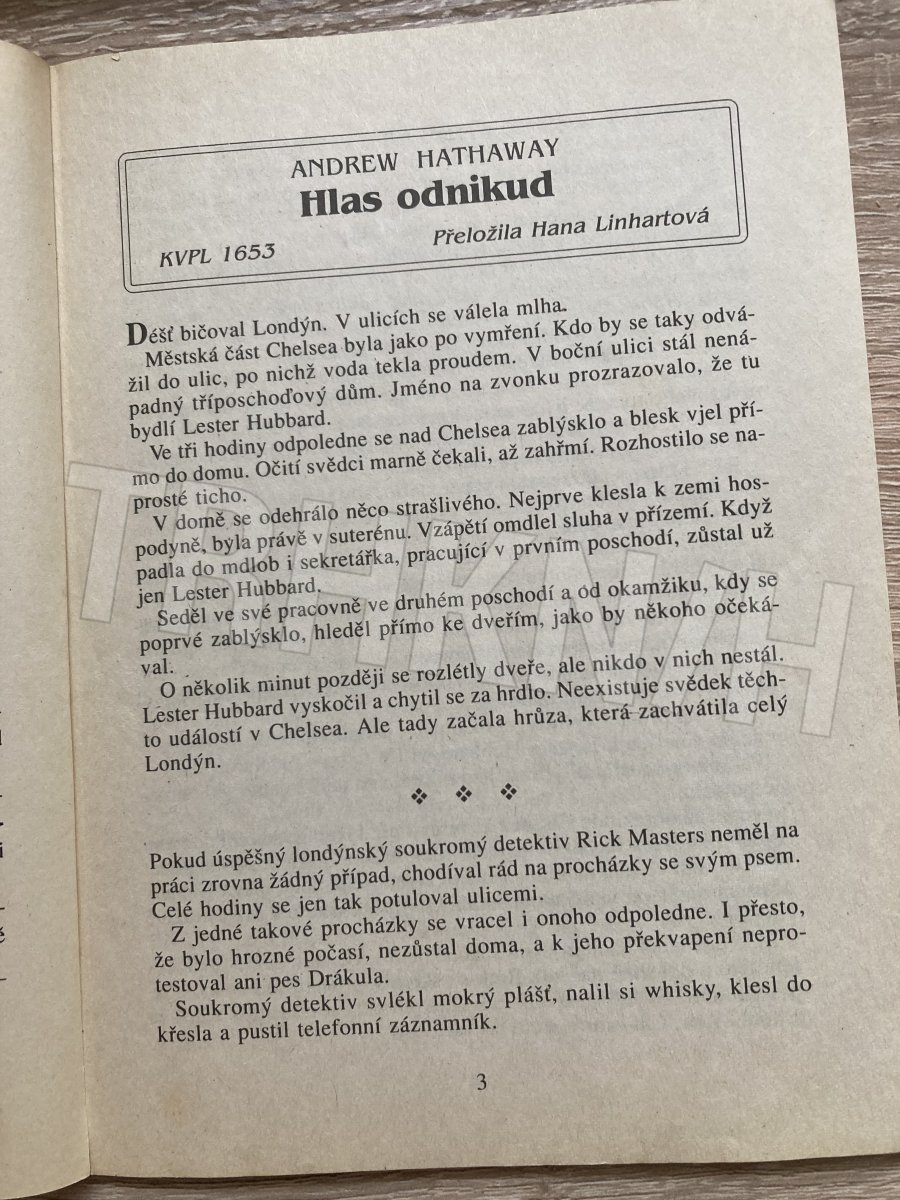 ANDREW HATHAWAY
Hlas odnikud
KVPL 1653
Přeložila Hana Linhartová
Déšť bičoval Londýn. V ulicích se válela mlha.
Městská část Chelsea byla jako po vymření. Kdo by se taky odvá-
žil do ulic, po nichž voda tekla proudem. V boční ulici stál nená-
padný tříposchoďový dům. Jméno na zvonku prozrazovalo, že tu
bydlí Lester Hubbard.
Ve tři hodiny odpoledne se nad Chelsea zablýsklo a blesk vjel pří-
mo do domu. Očití svědci marně čekali, až zahřmí. Rozhostilo se na-
prosté ticho.
V domě se odehrálo něco strašlivého. Nejprve klesla k zemi hos-
podyně, byla právě v suterénu. Vzápětí omdlel sluha v přízemí. Když
padla do mdlob i sekretářka, pracující v prvním poschodí, zůstal už
jen Lester Hubbard.
Seděl ve své pracovně ve druhém poschodí a od okamžiku, kdy se
poprvé zablýsklo, hleděl přímo ke dveřím, jako by někoho očeká-
val.
O několik minut později se rozlétly dveře, ale nikdo v nich nestál.
Lester Hubbard vyskočil a chytil se za hrdlo. Neexistuje svědek těch-
to událostí v Chelsea. Ale tady začala hrůza, která zachvátila celý
Londýn.
Pokud úspěšný londýnský soukromý detektiv Rick Masters neměl na
práci zrovna žádný případ, chodíval rád na procházky se svým psem.
Celé hodiny se jen tak potuloval ulicemi.
Z jedné takové procházky se vracel i onoho odpoledne. I přesto,
že bylo hrozné počasí, nezůstal doma, a k jeho překvapení nepro-
testoval ani pes Drákula.
Soukromý detektiv svlékl mokrý plášť, nalil si whisky, klesl do
křesla a pustil telefonní záznamník.
3